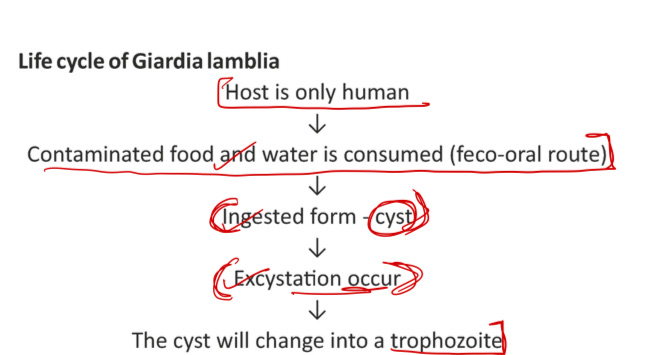 Life cycle of Giardia lamblia
Host is only human
↓
Contaminated food and water is consumed (feco-oral route)
↓
Ingested form - cyst
↓
Excystation occur
↓
The cyst will change into a trophozoite